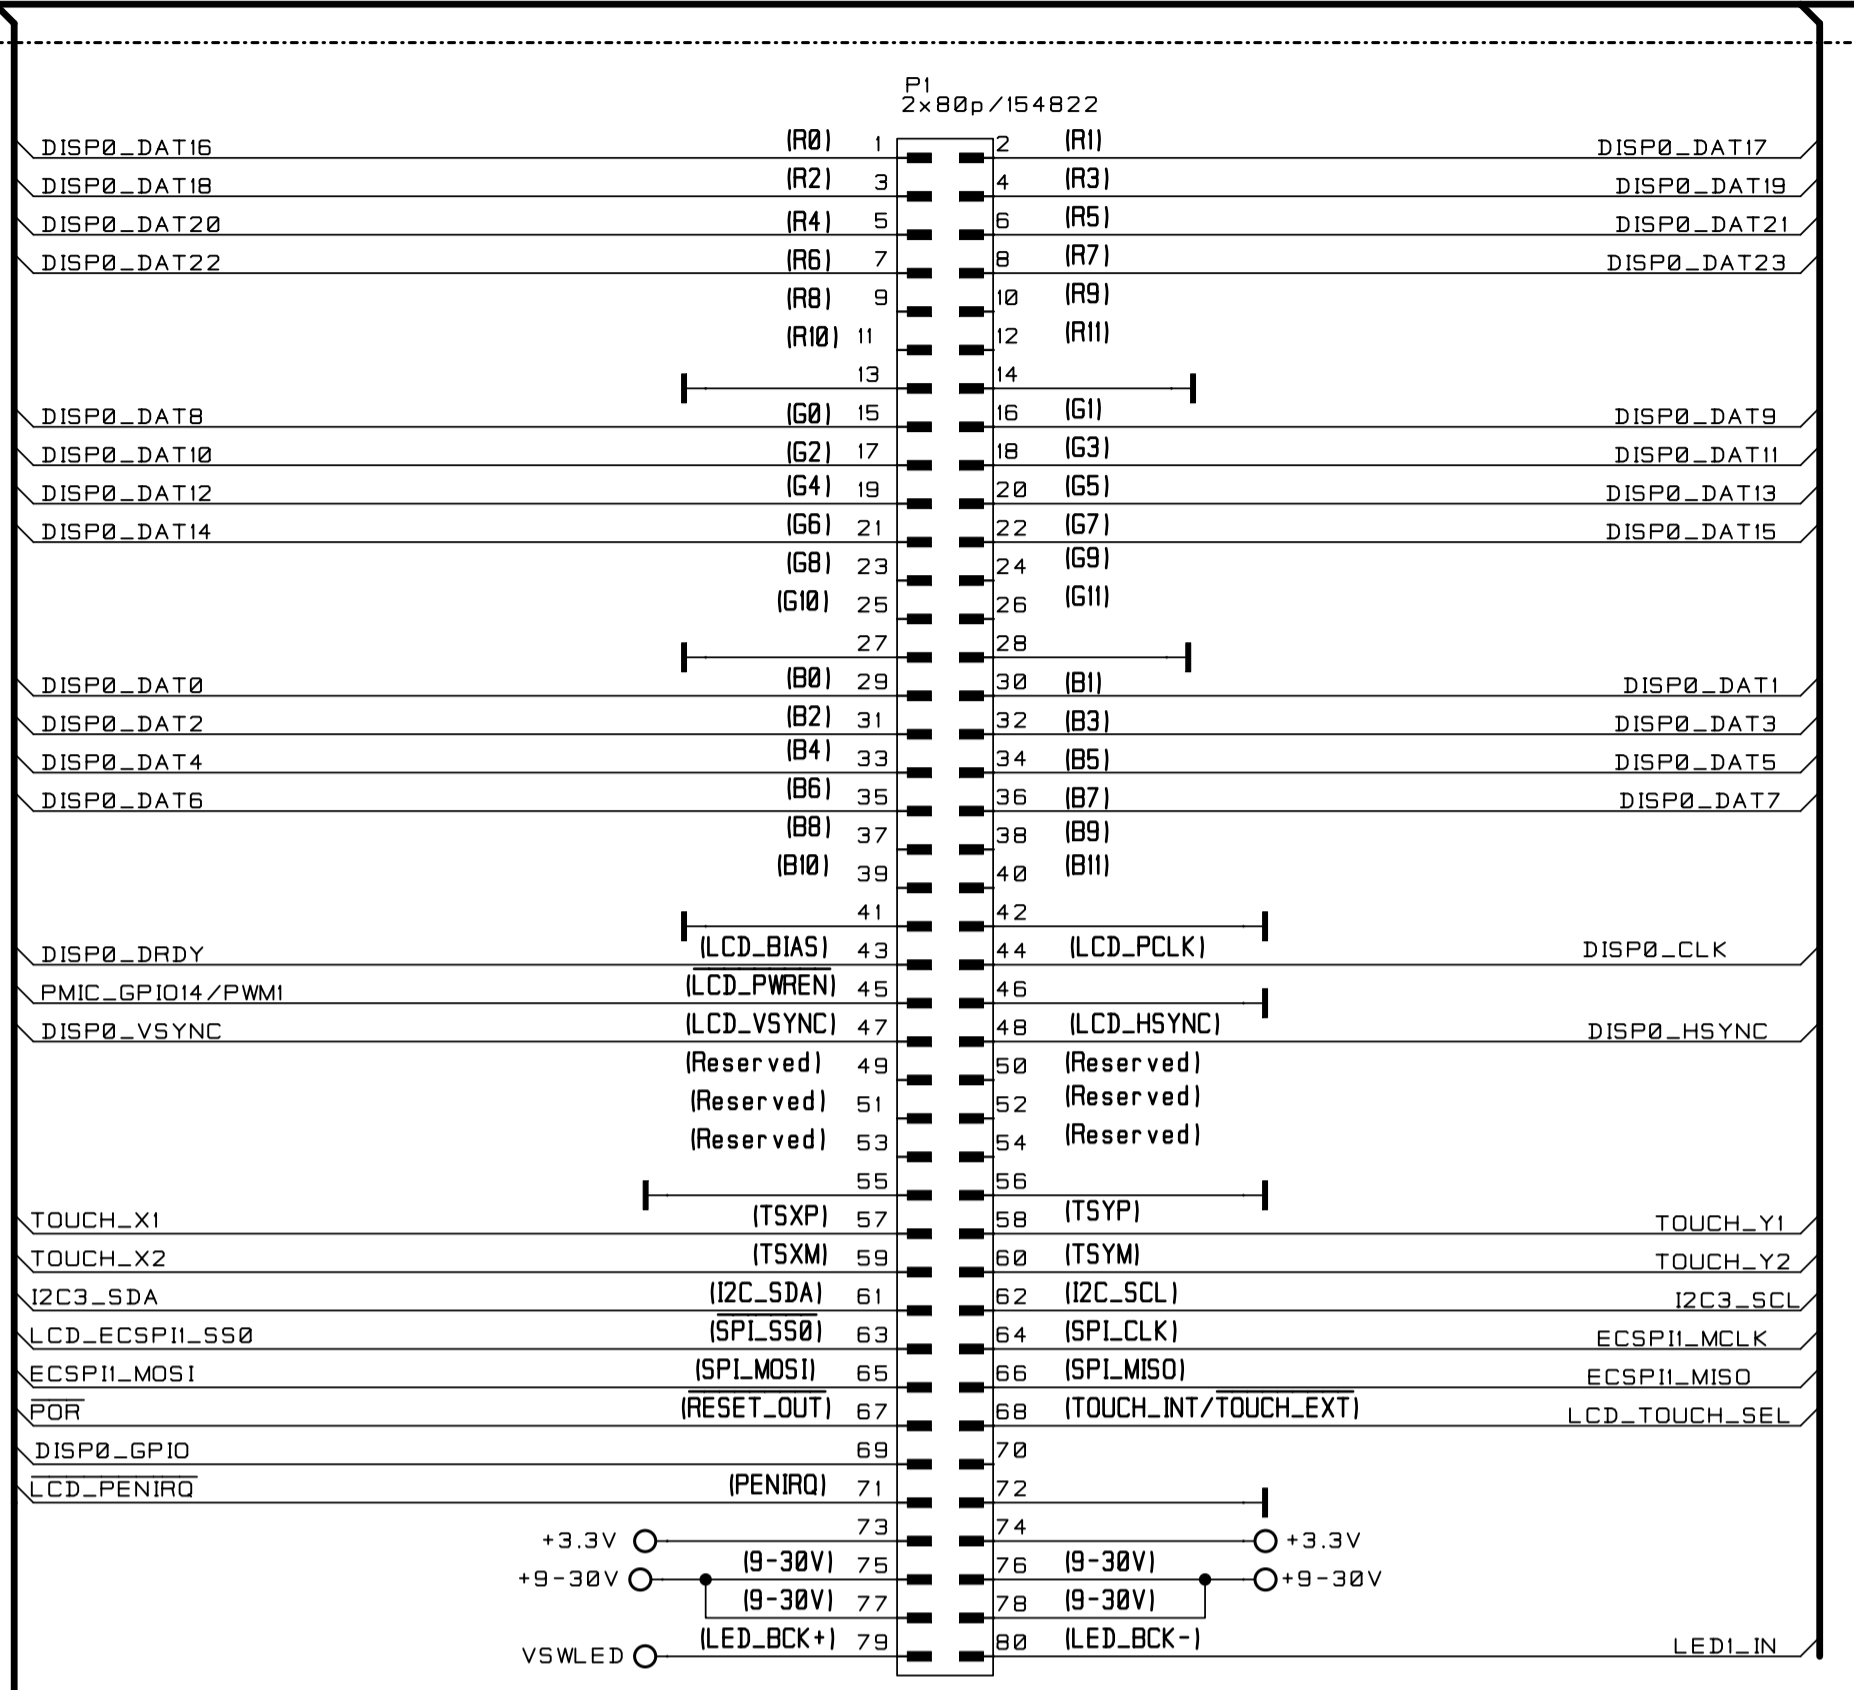 P1
2x80p/154822
DISP0_DAT16 (R0) 1 2 (R1) DISP0_DAT17
DISP0_DAT18 (R2) 3 4 (R3) DISP0_DAT19
DISP0_DAT20 (R4) 5 6 (R5) DISP0_DAT21
DISP0_DAT22 (R6) 7 8 (R7) DISP0_DAT23
(R8) 9 10 (R9)
(R10) 11 12 (R11)
13 14
DISP0_DAT8 (G0) 15 16 (G1) DISP0_DAT9
DISP0_DAT10 (G2) 17 18 (G3) DISP0_DAT11
DISP0_DAT12 (G4) 19 20 (G5) DISP0_DAT13
DISP0_DAT14 (G6) 21 22 (G7) DISP0_DAT15
(G8) 23 24 (G9)
(G10) 25 26 (G11)
27 28
DISP0_DAT0 (B0) 29 30 (B1) DISP0_DAT1
DISP0_DAT2 (B2) 31 32 (B3) DISP0_DAT3
DISP0_DAT4 (B4) 33 34 (B5) DISP0_DAT5
DISP0_DAT6 (B6) 35 36 (B7) DISP0_DAT7
(B8) 37 38 (B9)
(B10) 39 40 (B11)
41 42
DISP0_DRDY (LCD_BIAS) 43 44 (LCD_PCLK) DISP0_CLK
PMIC_GPIO14/PWM1 (LCD_PWREN) 45 46
DISP0_VSYNC (LCD_VSYNC) 47 48 (LCD_HSYNC) DISP0_HSYNC
(Reserved) 49 50 (Reserved)
(Reserved) 51 52 (Reserved)
(Reserved) 53 54 (Reserved)
55 56
TOUCH_X1 (TSXP) 57 58 (TSYP) TOUCH_Y1
TOUCH_X2 (TSXM) 59 60 (TSYM) TOUCH_Y2
I2C3_SDA (I2C_SDA) 61 62 (I2C_SCL) I2C3_SCL
LCD_ECSPI1_SS0 (SPI_SS0) 63 64 (SPI_CLK) ECSPI1_MCLK
ECSPI1_MOSI (SPI_MOSI) 65 66 (SPI_MISO) ECSPI1_MISO
POR (RESET_OUT) 67 68 (TOUCH_INT/TOUCH_EXT) LCD_TOUCH_SEL
DISP0_GPIO 69 70
LCD_PENIRQ (PENIRQ) 71 72
+3.3V 73 74 +3.3V
+9-30V (9-30V) 75 76 (9-30V) +9-30V
(9-30V) 77 78 (9-30V)
VSWLED (LED_BCK+) 79 80 (LED_BCK-) LED1_IN